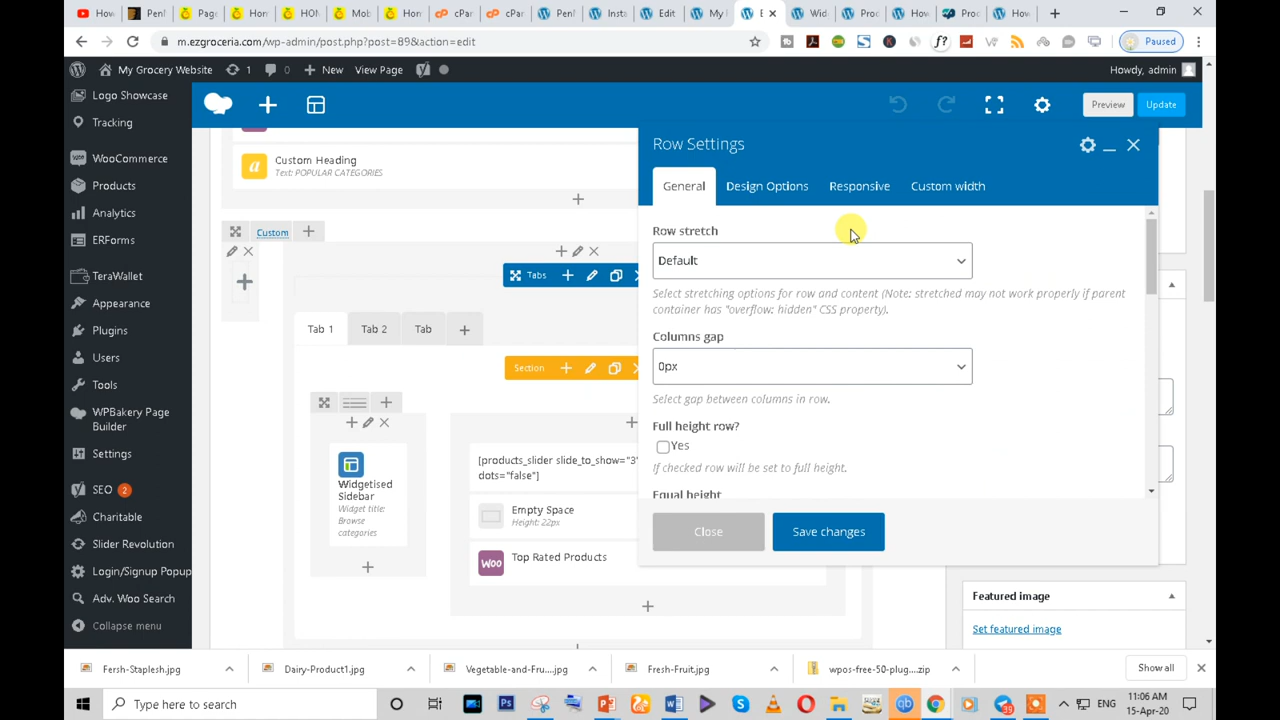 Page
Hom
HON
Mob
Hom
cPar
cPar
Penf
Insta
Edit
My l
E
Wid
Pro
How
Proc
How
m.ezgroceria.com/wp-admin/post.php?post=89&action=edit
Paused
My Grocery Website
1
0
New
View Page
Howdy, admin
Logo Showcase
Tracking
WooCommerce
Products
Analytics
ERForms
TeraWallet
Appearance
Plugins
Users
Tools
WPBakery Page
Builder
Settings
SEO 2
Charitable
Slider Revolution
Login/Signup Popup
Adv. Woo Search
Collapse menu
Preview
Update
Custom Heading
Text: POPULAR CATEGORIES
Custom
Tabs
Tab 1
Tab 2
Tab
Section
Widgetised
Sidebar
Widget title:
Browse
categories
[products_slider slide_to_show="3"
dots="false"]
Empty Space
Height: 22px
Woo
Top Rated Products
Row Settings
General
Design Options
Responsive
Custom width
Row stretch
Default
Select stretching options for row and content (Note: stretched may not work properly if parent
container has "overflow: hidden" CSS property).
Columns gap
0px
Select gap between columns in row.
Full height row?
Yes
If checked row will be set to full height.
Equal height
Close
Save changes
Featured image
Set featured image
Fersh-Staplesh.jpg
Dairy-Product1.jpg
Vegetable-and-Fru....jpg
Fresh-Fruit.jpg
wpos-free-50-plug....zip
Show all
Type here to search
ENG
11:06 AM
15-Apr-20